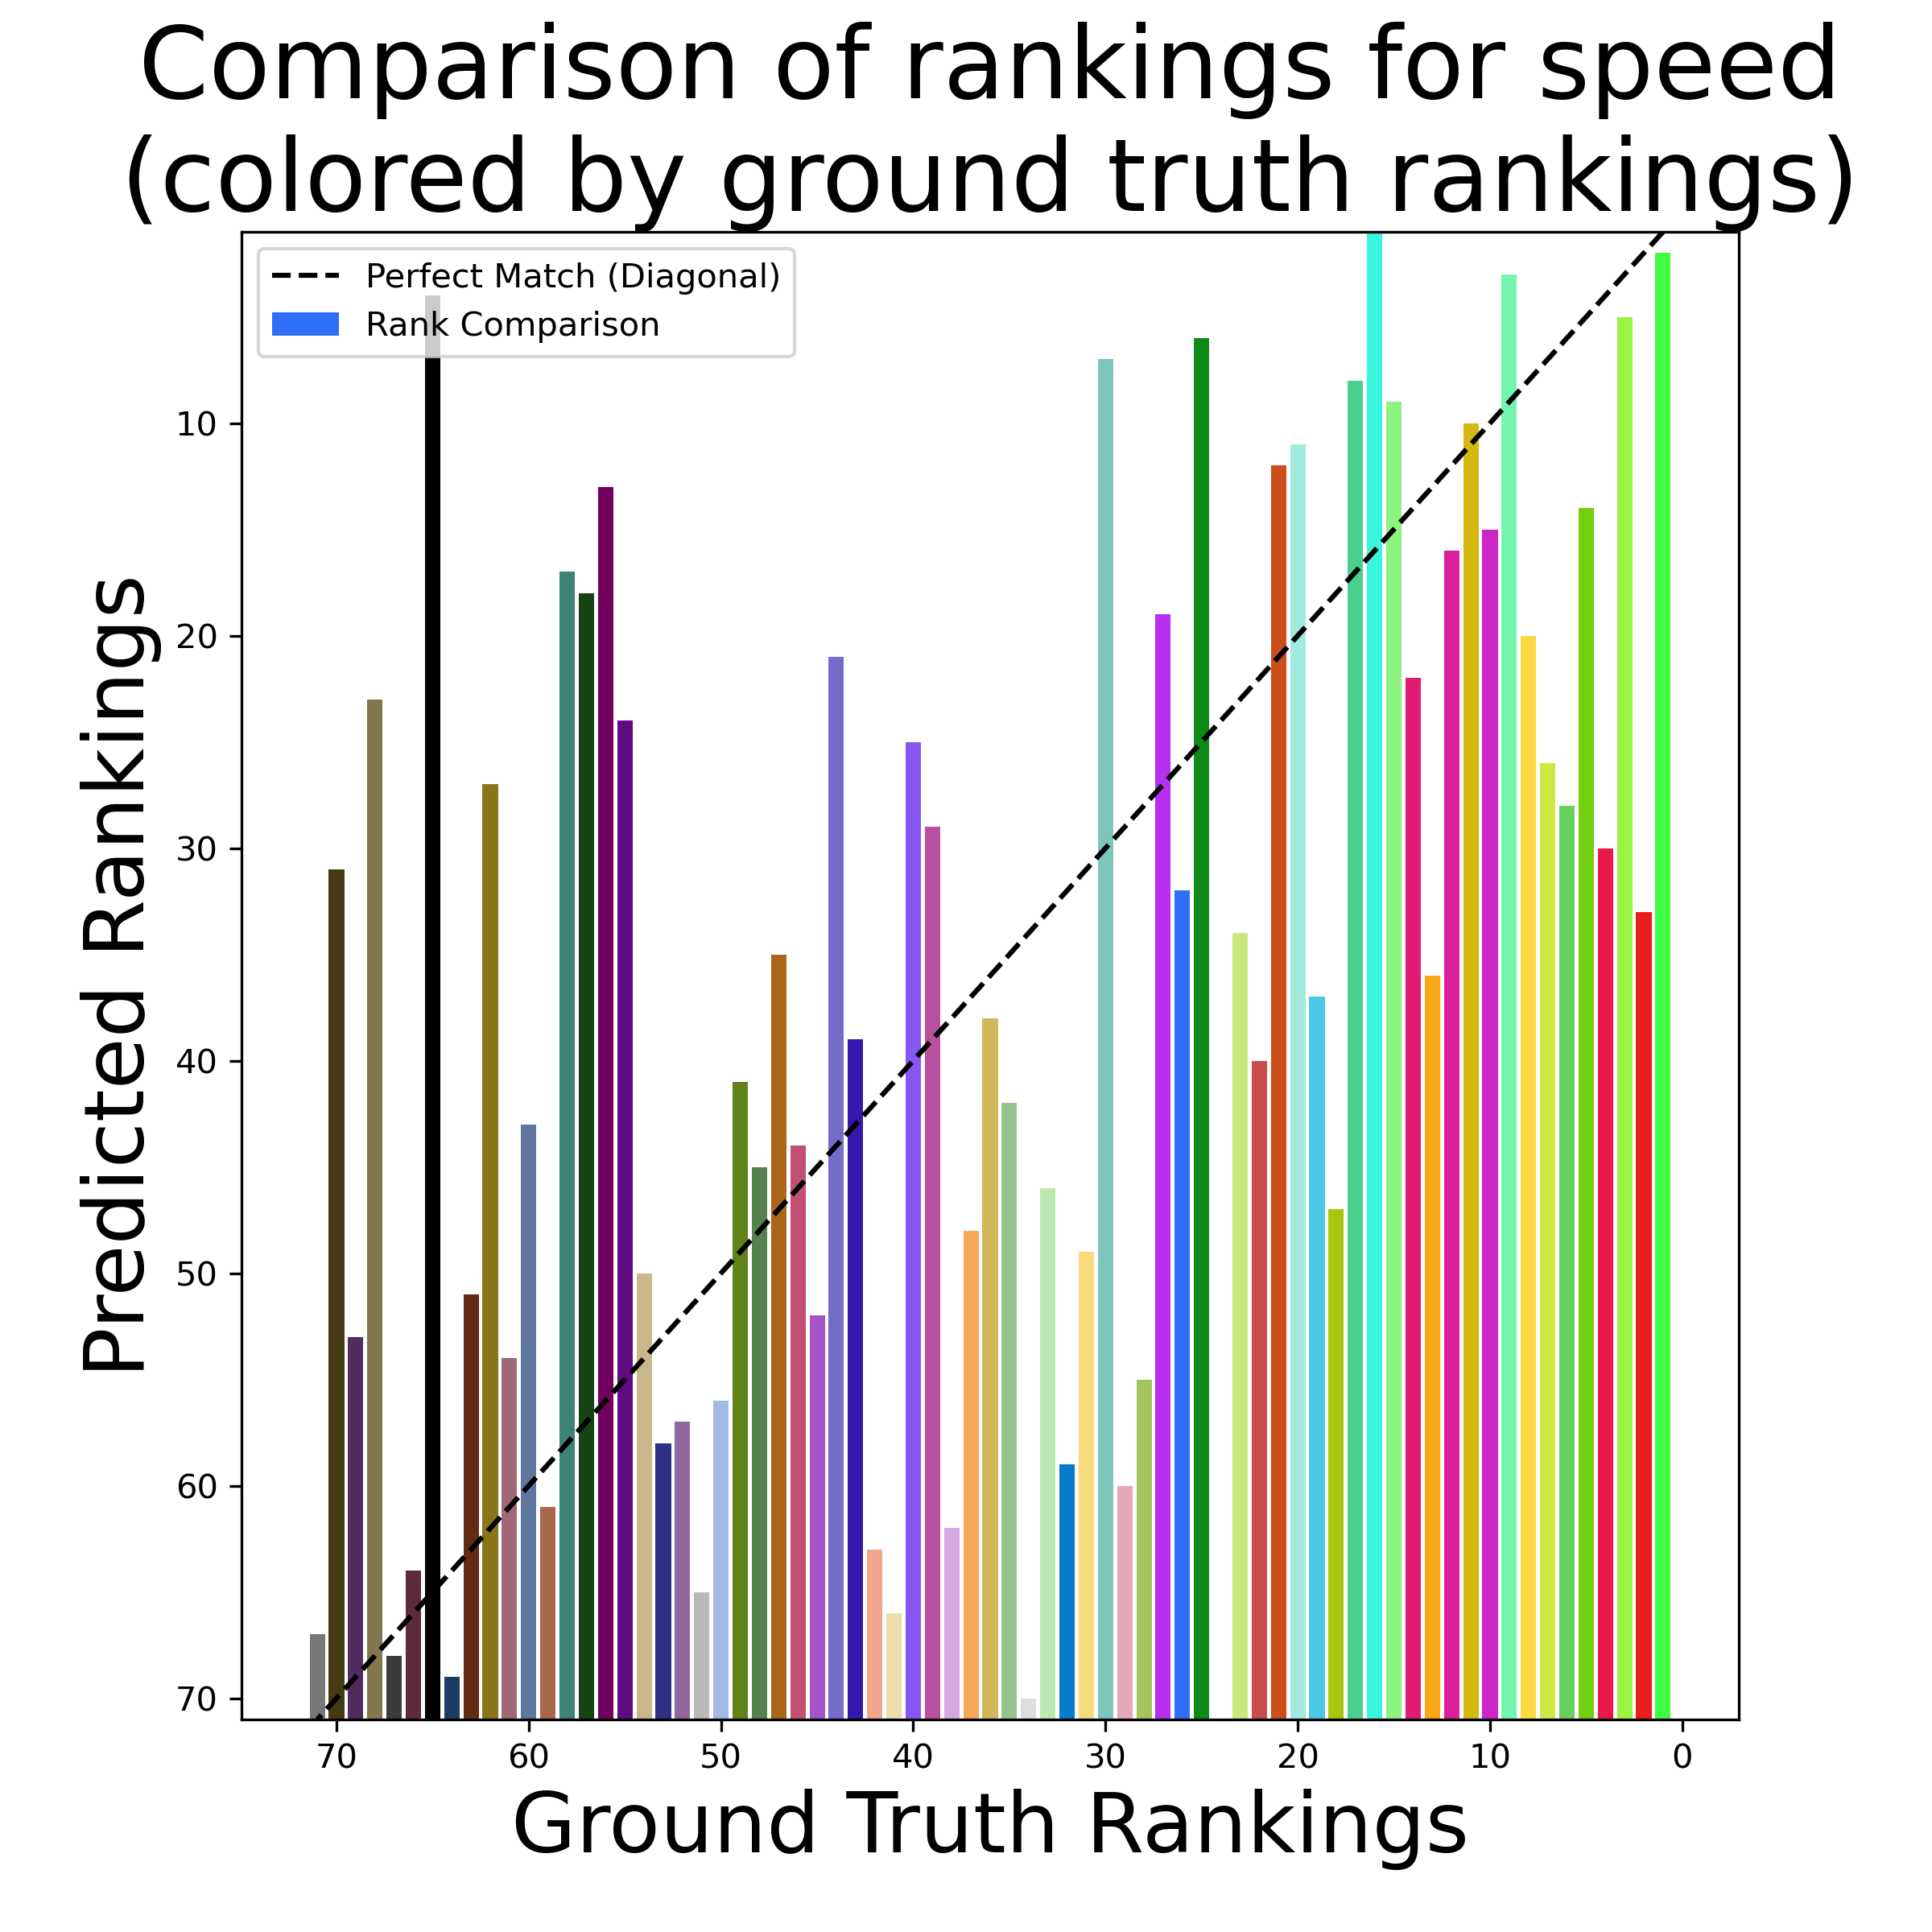 Comparison of rankings for speed
(colored by ground truth rankings)
Perfect Match (Diagonal)
Rank Comparison
Predicted Rankings
10
20
30
40
50
60
70
70 60 50 40 30 20 10 0
Ground Truth Rankings